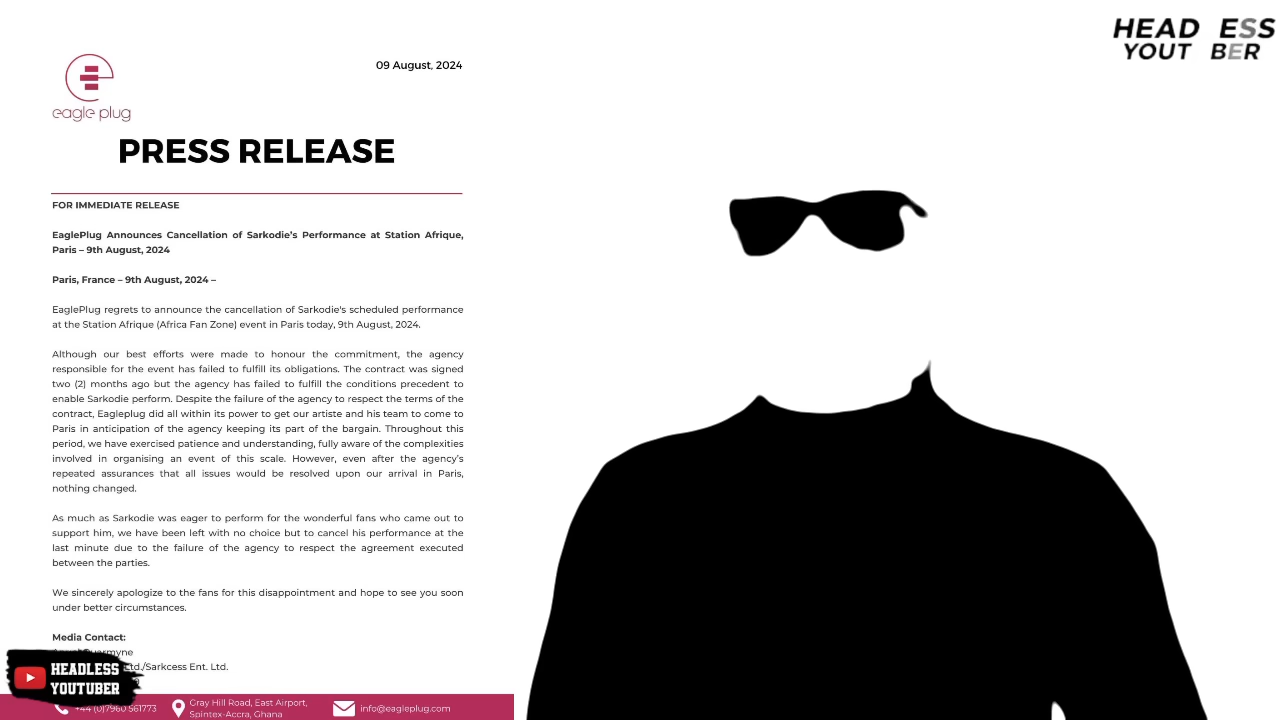 HEAD ESS
YOUT BER
09 August, 2024
eagle plug
PRESS RELEASE
FOR IMMEDIATE RELEASE
EaglePlug Announces Cancellation of Sarkodie's Performance at Station Afrique,
Paris – 9th August, 2024
Paris, France – 9th August, 2024 –
EaglePlug regrets to announce the cancellation of Sarkodie's scheduled performance
at the Station Afrique (Africa Fan Zone) event in Paris today, 9th August, 2024.
Although our best efforts were made to honour the commitment, the agency
responsible for the event has failed to fulfill its obligations. The contract was signed
two (2) months ago but the agency has failed to fulfill the conditions precedent to
enable Sarkodie perform. Despite the failure of the agency to respect the terms of the
contract, Eagleplug did all within its power to get our artiste and his team to come to
Paris in anticipation of the agency keeping its part of the bargain. Throughout this
period, we have exercised patience and understanding, fully aware of the complexities
involved in organising an event of this scale. However, even after the agency's
repeated assurances that all issues would be resolved upon our arrival in Paris,
nothing changed.
As much as Sarkodie was eager to perform for the wonderful fans who came out to
support him, we have been left with no choice but to cancel his performance at the
last minute due to the failure of the agency to respect the agreement executed
between the parties.
We sincerely apologize to the fans for this disappointment and hope to see you soon
under better circumstances.
Media Contact:
Ltd./Sarkcess Ent. Ltd.
HEADLESS
YOUTUBER
+44 (0)7960 561773
Gray Hill Road, East Airport,
Spintex-Accra, Ghana
info@eagleplug.com